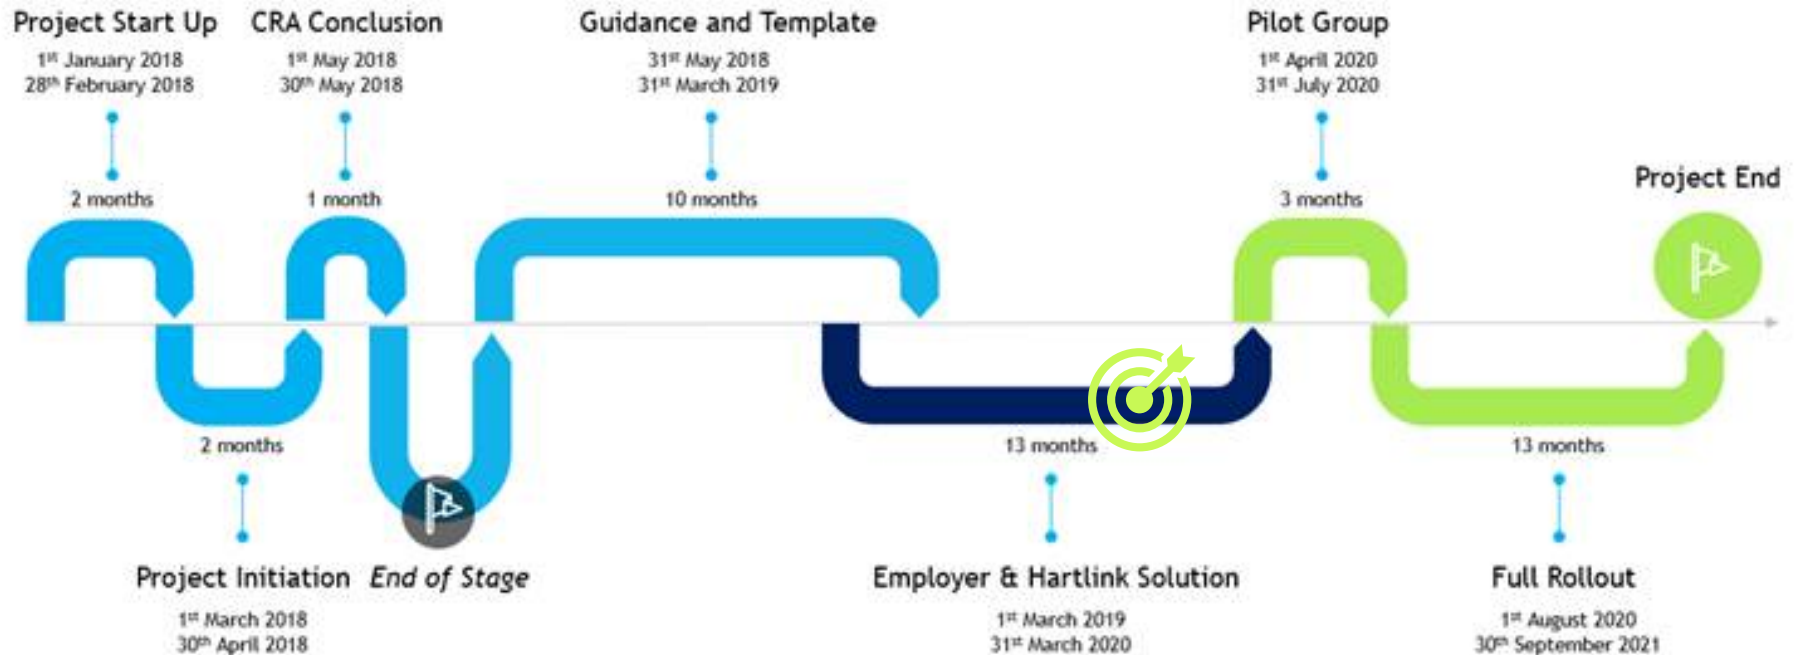 Project Start Up
1st January 2018
28th February 2018
2 months
CRA Conclusion
1st May 2018
30th May 2018
1 month
Guidance and Template
31st May 2018
31st March 2019
10 months
Pilot Group
1st April 2020
31st July 2020
3 months
Project End
2 months
Project Initiation
1st March 2018
30th April 2018
End of Stage
13 months
Employer & Hartlink Solution
1st March 2019
31st March 2020
13 months
Full Rollout
1st August 2020
30th September 2021